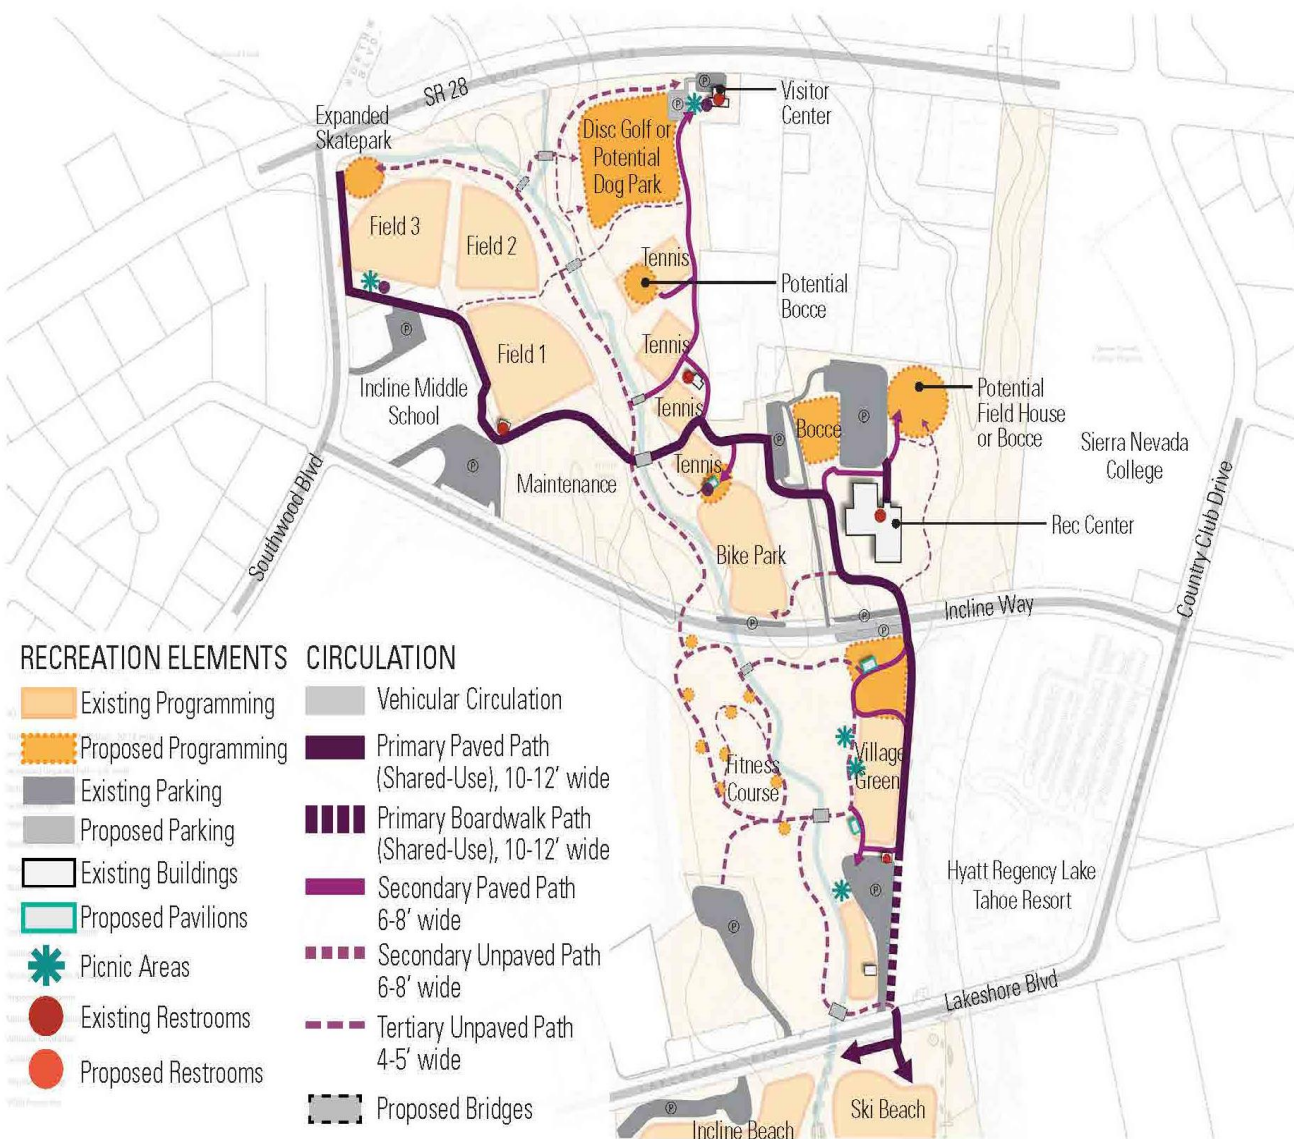 SR 28
Expanded
Skatepark
Visitor
Center
Disc Golf or
Potential
Dog Park
Field 3
Field 2
Tennis
Potential
Bocce
Field 1
Tennis
Incline Middle
School
Tennis
Bocce
Potential
Field House
or Bocce
Sierra Nevada
College
Tennis
Maintenance
Southwood Blvd
Rec Center
Country Club Drive
Bike Park
Incline Way
Village
Green
Fitness
Course
Hyatt Regency Lake
Tahoe Resort
Lakeshore Blvd
Ski Beach
Incline Beach
P
P
P
P
P
P
P
P
P
P
P
P
RECREATION ELEMENTS
Existing Programming
Proposed Programming
Existing Parking
Proposed Parking
Existing Buildings
Proposed Pavilions
Picnic Areas
Existing Restrooms
Proposed Restrooms
CIRCULATION
Vehicular Circulation
Primary Paved Path
(Shared-Use), 10-12' wide
Primary Boardwalk Path
(Shared-Use), 10-12' wide
Secondary Paved Path
6-8' wide
Secondary Unpaved Path
6-8' wide
Tertiary Unpaved Path
4-5' wide
Proposed Bridges